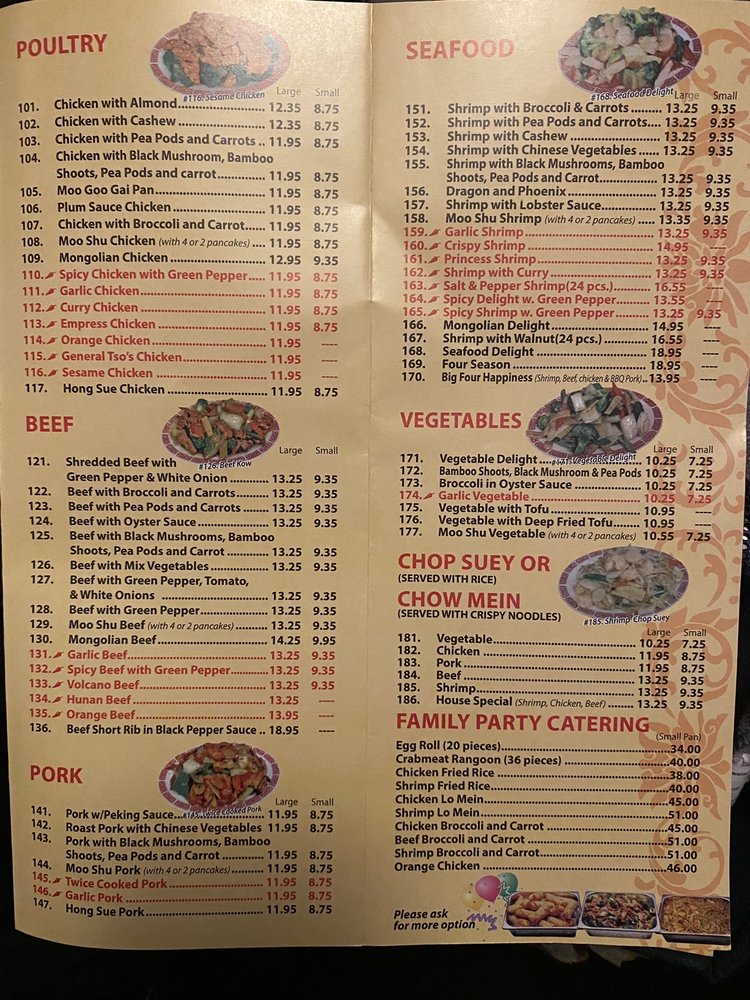 POULTRY
#116. Sesame Chicken
Large Small
101. Chicken with Almond 12.35 8.75
102. Chicken with Cashew 12.35 8.75
103. Chicken with Pea Pods and Carrots 11.95 8.75
104. Chicken with Black Mushroom, Bamboo
Shoots, Pea Pods and carrot 11.95 8.75
105. Moo Goo Gai Pan 11.95 8.75
106. Plum Sauce Chicken 11.95 8.75
107. Chicken with Broccoli and Carrot 11.95 8.75
108. Moo Shu Chicken (with 4 or 2 pancakes) 11.95 8.75
109. Mongolian Chicken 12.95 9.35
110. Spicy Chicken with Green Pepper 11.95 8.75
111. Garlic Chicken 11.95 8.75
112. Curry Chicken 11.95 8.75
113. Empress Chicken 11.95 8.75
114. Orange Chicken 11.95 ----
115. General Tso's Chicken 11.95 ----
116. Sesame Chicken 11.95 ----
117. Hong Sue Chicken 11.95 8.75
BEEF
#126. Beef Kow
Large Small
121. Shredded Beef with
Green Pepper & White Onion 13.25 9.35
122. Beef with Broccoli and Carrots 13.25 9.35
123. Beef with Pea Pods and Carrots 13.25 9.35
124. Beef with Oyster Sauce 13.25 9.35
125. Beef with Black Mushrooms, Bamboo
Shoots, Pea Pods and Carrot 13.25 9.35
126. Beef with Mix Vegetables 13.25 9.35
127. Beef with Green Pepper, Tomato,
& White Onions 13.25 9.35
128. Beef with Green Pepper 13.25 9.35
129. Moo Shu Beef (with 4 or 2 pancakes) 13.25 9.35
130. Mongolian Beef 14.25 9.95
131. Garlic Beef 13.25 9.35
132. Spicy Beef with Green Pepper 13.25 9.35
133. Volcano Beef 13.25 9.35
134. Hunan Beef 13.25 ----
135. Orange Beef 13.95 ----
136. Beef Short Rib in Black Pepper Sauce 18.95 ----
PORK
#145. Twice Cooked Pork
Large Small
141. Pork w/Peking Sauce 11.95 8.75
142. Roast Pork with Chinese Vegetables 11.95 8.75
143. Pork with Black Mushrooms, Bamboo
Shoots, Pea Pods and Carrot 11.95 8.75
144. Moo Shu Pork (with 4 or 2 pancakes) 11.95 8.75
145. Twice Cooked Pork 11.95 8.75
146. Garlic Pork 11.95 8.75
147. Hong Sue Pork 11.95 8.75
SEAFOOD
#168. Seafood Delight
Large Small
151. Shrimp with Broccoli & Carrots 13.25 9.35
152. Shrimp with Pea Pods and Carrots 13.25 9.35
153. Shrimp with Cashew 13.25 9.35
154. Shrimp with Chinese Vegetables 13.25 9.35
155. Shrimp with Black Mushrooms, Bamboo
Shoots, Pea Pods and Carrot 13.25 9.35
156. Dragon and Phoenix 13.25 9.35
157. Shrimp with Lobster Sauce 13.25 9.35
158. Moo Shu Shrimp (with 4 or 2 pancakes) 13.35 9.35
159. Garlic Shrimp 13.25 9.35
160. Crispy Shrimp 14.95 ----
161. Princess Shrimp 13.25 9.35
162. Shrimp with Curry 13.25 9.35
163. Salt & Pepper Shrimp(24 pcs.) 16.55 ----
164. Spicy Delight w. Green Pepper 13.55 ----
165. Spicy Shrimp w. Green Pepper 13.25 9.35
166. Mongolian Delight 14.95 ----
167. Shrimp with Walnut(24 pcs.) 16.55 ----
168. Seafood Delight 18.95 ----
169. Four Season 18.95 ----
170. Big Four Happiness (Shrimp, Beef, chicken & BBQ Pork) 13.95 ----
VEGETABLES
#171. Vegetable Delight
Large Small
171. Vegetable Delight 10.25 7.25
172. Bamboo Shoots, Black Mushroom & Pea Pods 10.25 7.25
173. Broccoli in Oyster Sauce 10.25 7.25
174. Garlic Vegetable 10.25 7.25
175. Vegetable with Tofu 10.95 ----
176. Vegetable with Deep Fried Tofu 10.95 ----
177. Moo Shu Vegetable (with 4 or 2 pancakes) 10.55 7.25
CHOP SUEY OR
(SERVED WITH RICE)
CHOW MEIN
(SERVED WITH CRISPY NOODLES)
#185. Shrimp Chop Suey
Large Small
181. Vegetable 10.25 7.25
182. Chicken 11.95 8.75
183. Pork 11.95 8.75
184. Beef 13.25 9.35
185. Shrimp 13.25 9.35
186. House Special (Shrimp, Chicken, Beef) 13.25 9.35
FAMILY PARTY CATERING
(Small Pan)
Egg Roll (20 pieces) 34.00
Crabmeat Rangoon (36 pieces) 40.00
Chicken Fried Rice 38.00
Shrimp Fried Rice 40.00
Chicken Lo Mein 45.00
Shrimp Lo Mein 51.00
Chicken Broccoli and Carrot 45.00
Beef Broccoli and Carrot 51.00
Shrimp Broccoli and Carrot 51.00
Orange Chicken 46.00
Please ask
for more option